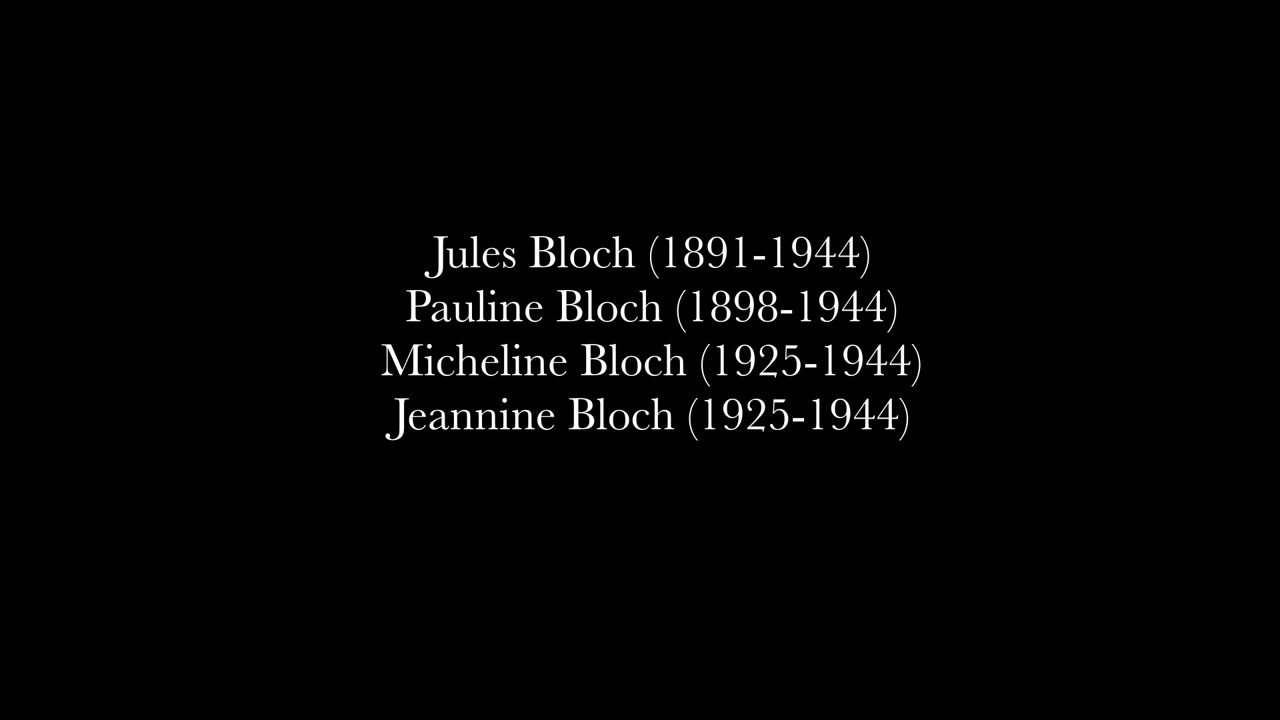 Jules Bloch (1891-1944)
Pauline Bloch (1898-1944)
Micheline Bloch (1925-1944)
Jeannine Bloch (1925-1944)